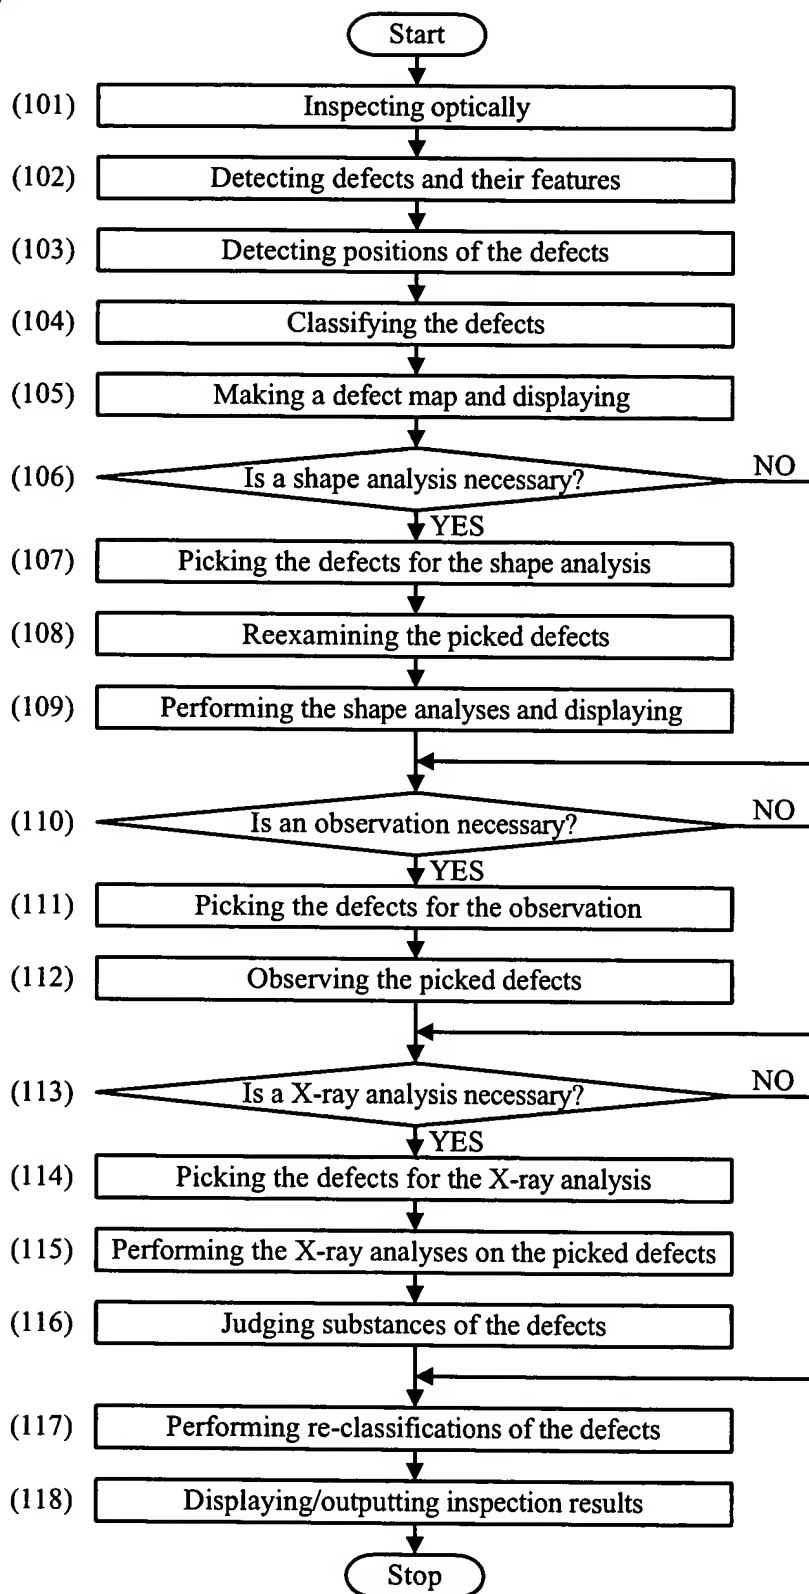 Start
(101) Inspecting optically
(102) Detecting defects and their features
(103) Detecting positions of the defects
(104) Classifying the defects
(105) Making a defect map and displaying
(106) Is a shape analysis necessary? NO
YES
(107) Picking the defects for the shape analysis
(108) Reexamining the picked defects
(109) Performing the shape analyses and displaying
(110) Is an observation necessary? NO
YES
(111) Picking the defects for the observation
(112) Observing the picked defects
(113) Is a X-ray analysis necessary? NO
YES
(114) Picking the defects for the X-ray analysis
(115) Performing the X-ray analyses on the picked defects
(116) Judging substances of the defects
(117) Performing re-classifications of the defects
(118) Displaying/outputting inspection results
Stop